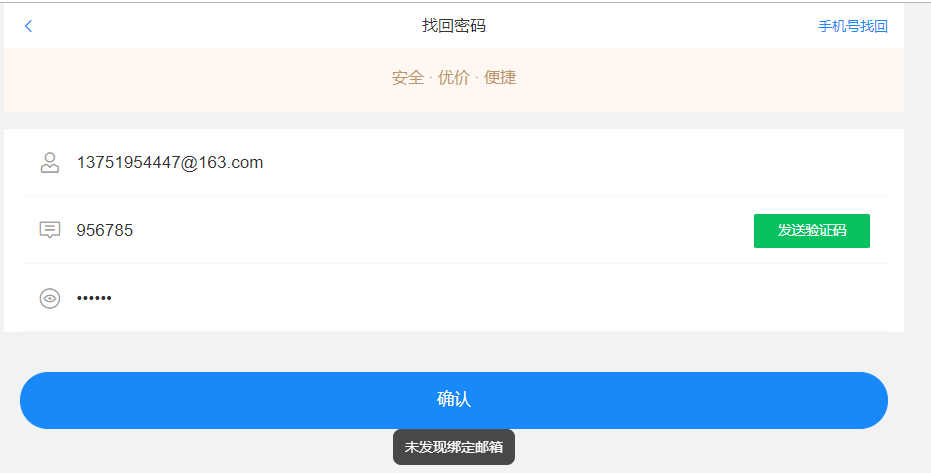 找回密码
手机号找回
安全 · 优价 · 便捷
13751954447@163.com
956785
发送验证码
••••••
确认
未发现绑定邮箱